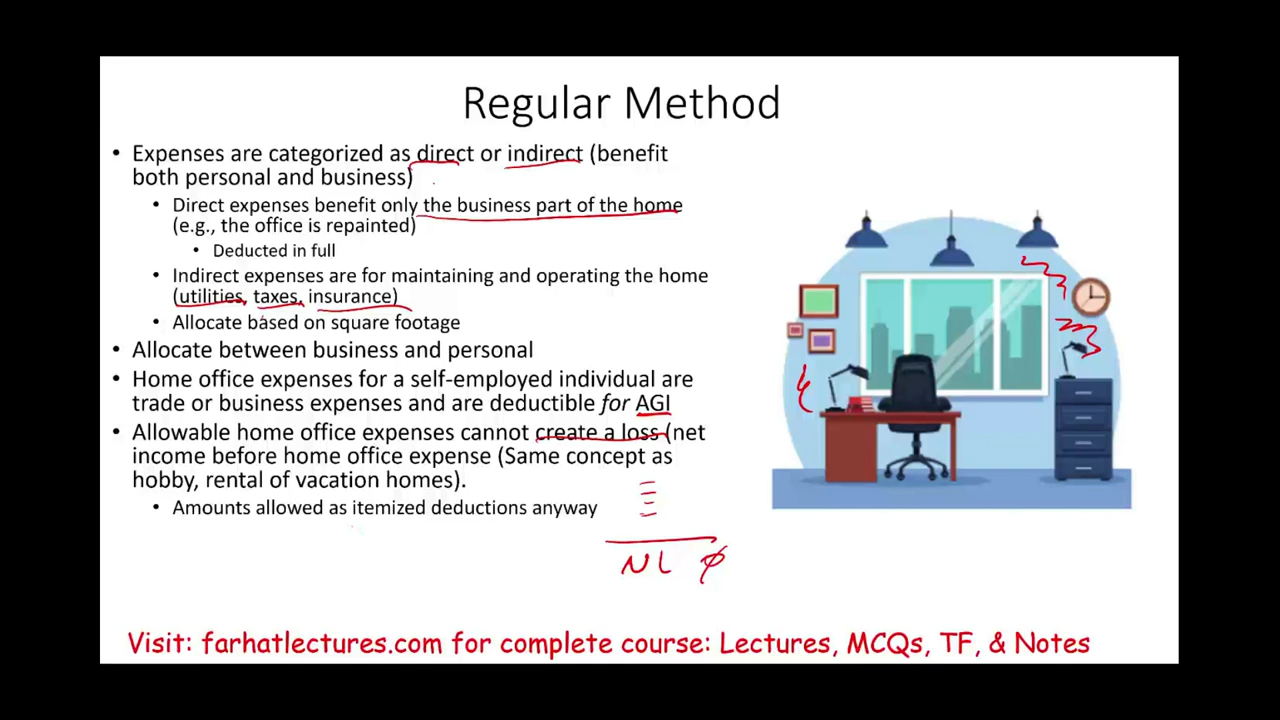 Regular Method
• Expenses are categorized as direct or indirect (benefit
both personal and business)
• Direct expenses benefit only the business part of the home
(e.g., the office is repainted)
• Deducted in full
• Indirect expenses are for maintaining and operating the home
(utilities, taxes, insurance)
• Allocate based on square footage
• Allocate between business and personal
• Home office expenses for a self-employed individual are
trade or business expenses and are deductible for AGI
• Allowable home office expenses cannot create a loss (net
income before home office expense (Same concept as
hobby, rental of vacation homes).
• Amounts allowed as itemized deductions anyway
NL
Visit: farhatlectures.com for complete course: Lectures, MCQs, TF, & Notes